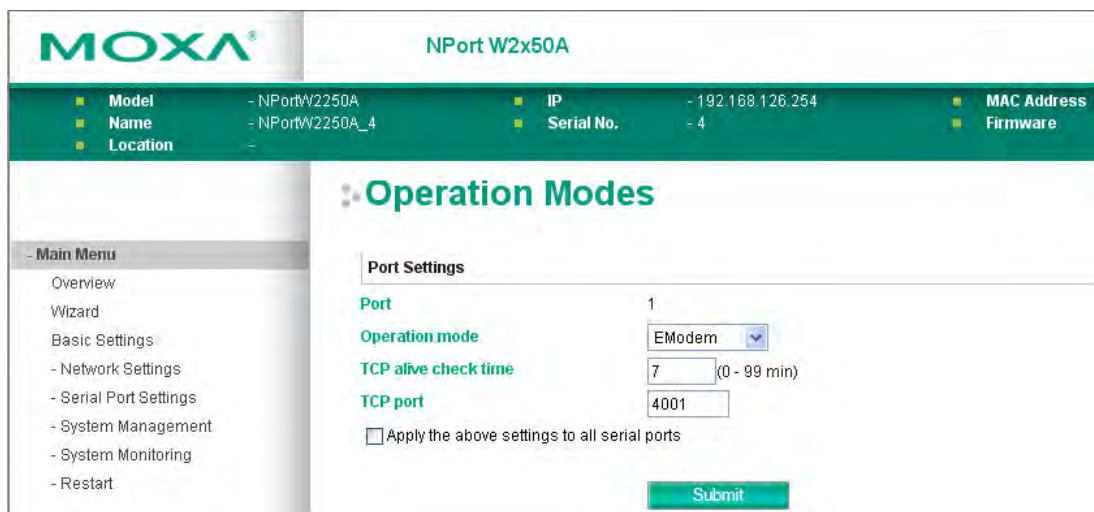 MOXA®
NPort W2x50A
Model - NPortW2250A IP - 192.168.126.254 MAC Address
Name - NPortW2250A_4 Serial No. - 4 Firmware
Location -
Operation Modes
- Main Menu
Overview
Wizard
Basic Settings
- Network Settings
- Serial Port Settings
- System Management
- System Monitoring
- Restart
Port Settings
Port 1
Operation mode EModem
TCP alive check time 7 (0 - 99 min)
TCP port 4001
Apply the above settings to all serial ports
Submit